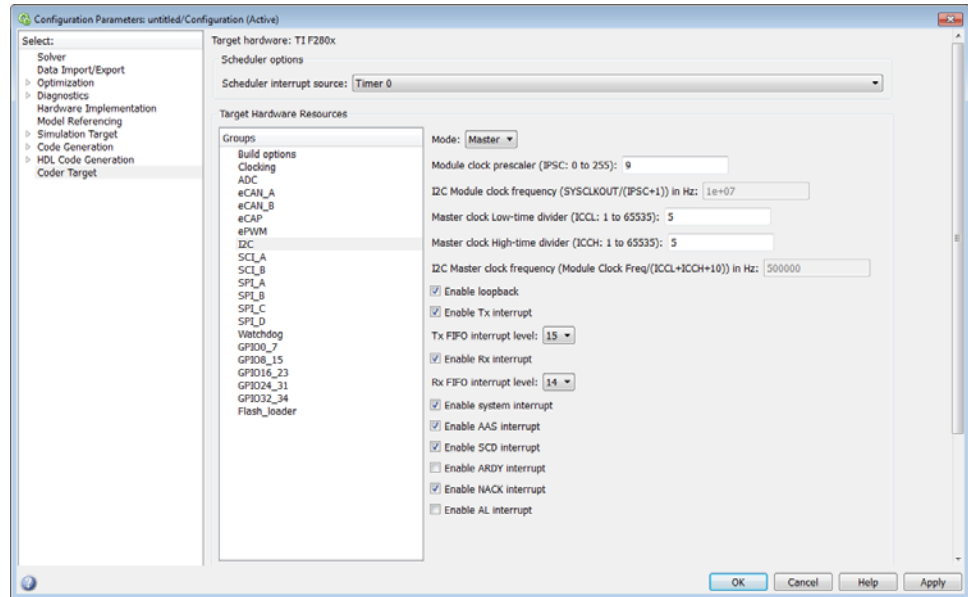 Configuration Parameters: untitled/Configuration (Active)
Select:
Solver
Data Import/Export
Optimization
Diagnostics
Hardware Implementation
Model Referencing
Simulation Target
Code Generation
HDL Code Generation
Coder Target
Target hardware: TI F280x
Scheduler options
Scheduler interrupt source: Timer 0
Target Hardware Resources
Groups
Build options
Clocking
ADC
eCAN_A
eCAN_B
eCAP
ePWM
I2C
SCI_A
SCI_B
SPI_A
SPI_B
SPI_C
SPI_D
Watchdog
GPIO0_7
GPIO8_15
GPIO16_23
GPIO24_31
GPIO32_34
Flash_loader
Mode: Master
Module clock prescaler (IPSC: 0 to 255): 9
I2C Module clock frequency (SYSCLKOUT/(IPSC+1)) in Hz: 1e+07
Master clock Low-time divider (ICCL: 1 to 65535): 5
Master clock High-time divider (ICCH: 1 to 65535): 5
I2C Master clock frequency (Module Clock Freq/(ICCL+ICCH+10)) in Hz: 500000
Enable loopback
Enable Tx interrupt
Tx FIFO interrupt level: 15
Enable Rx interrupt
Rx FIFO interrupt level: 14
Enable system interrupt
Enable AAS interrupt
Enable SCD interrupt
Enable ARDY interrupt
Enable NACK interrupt
Enable AL interrupt
OK
Cancel
Help
Apply